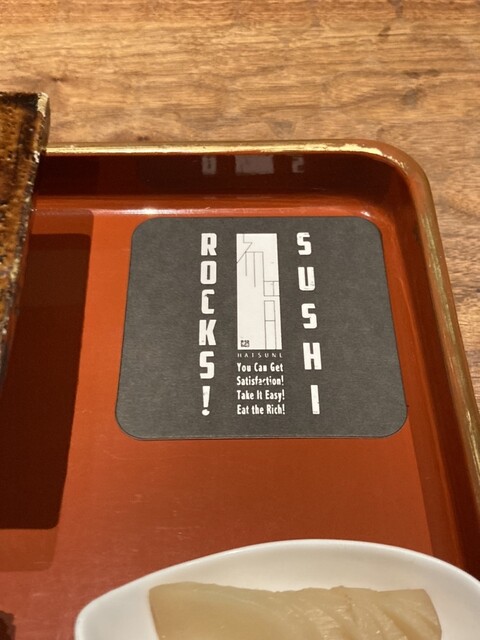 SUSHI
ROCKS!
HATSUNE
You Can Get
Satisfaction!
Take It Easy!
Eat the Rich!